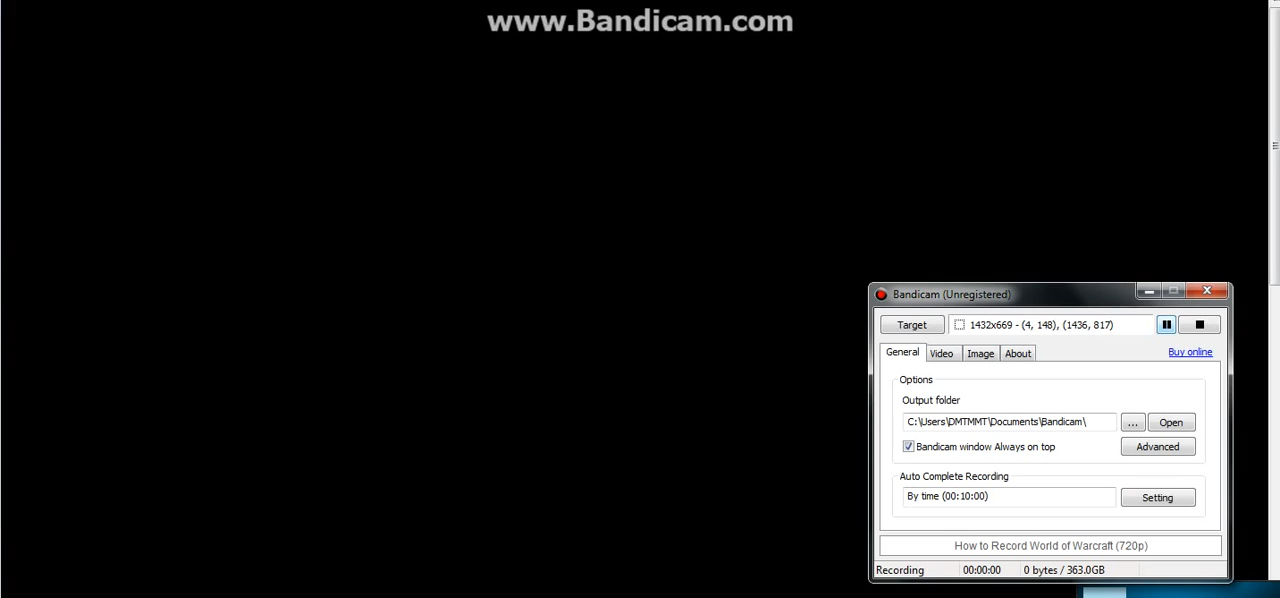 www.Bandicam.com
Bandicam (Unregistered)
Target
1432x669 - (4, 148), (1436, 817)
General
Video
Image
About
Buy online
Options
Output folder
C:\Users\DMTMMT\Documents\Bandicam\
...
Open
Bandicam window Always on top
Advanced
Auto Complete Recording
By time (00:10:00)
Setting
How to Record World of Warcraft (720p)
Recording
00:00:00
0 bytes / 363.0GB